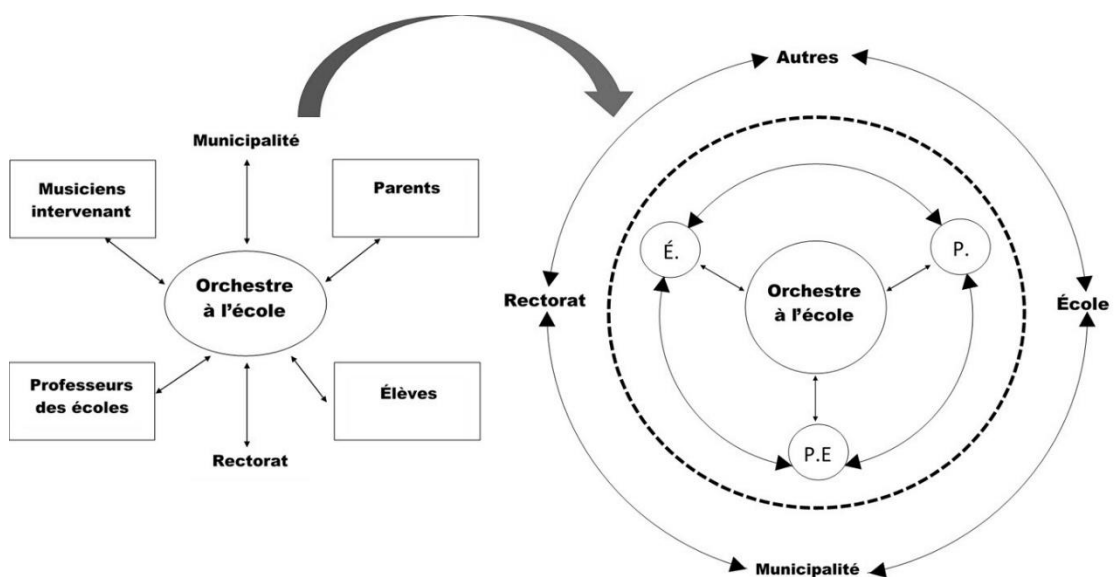 Municipalité
Musiciens
intervenant
Parents
Orchestre
à l'école
Professeurs
des écoles
Élèves
Rectorat
Autres
É.
P.
Rectorat
Orchestre
à l'école
École
P.E
Municipalité